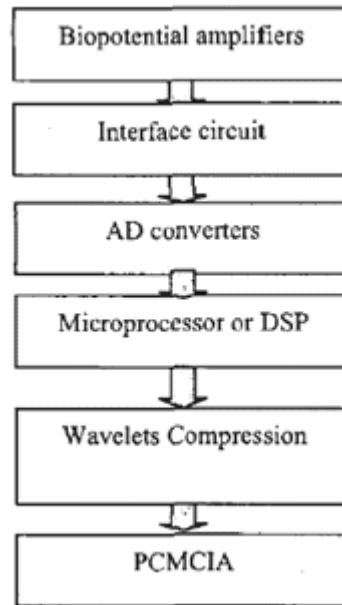 Biopotential amplifiers
Interface circuit
AD converters
Microprocessor or DSP
Wavelets Compression
PCMCIA